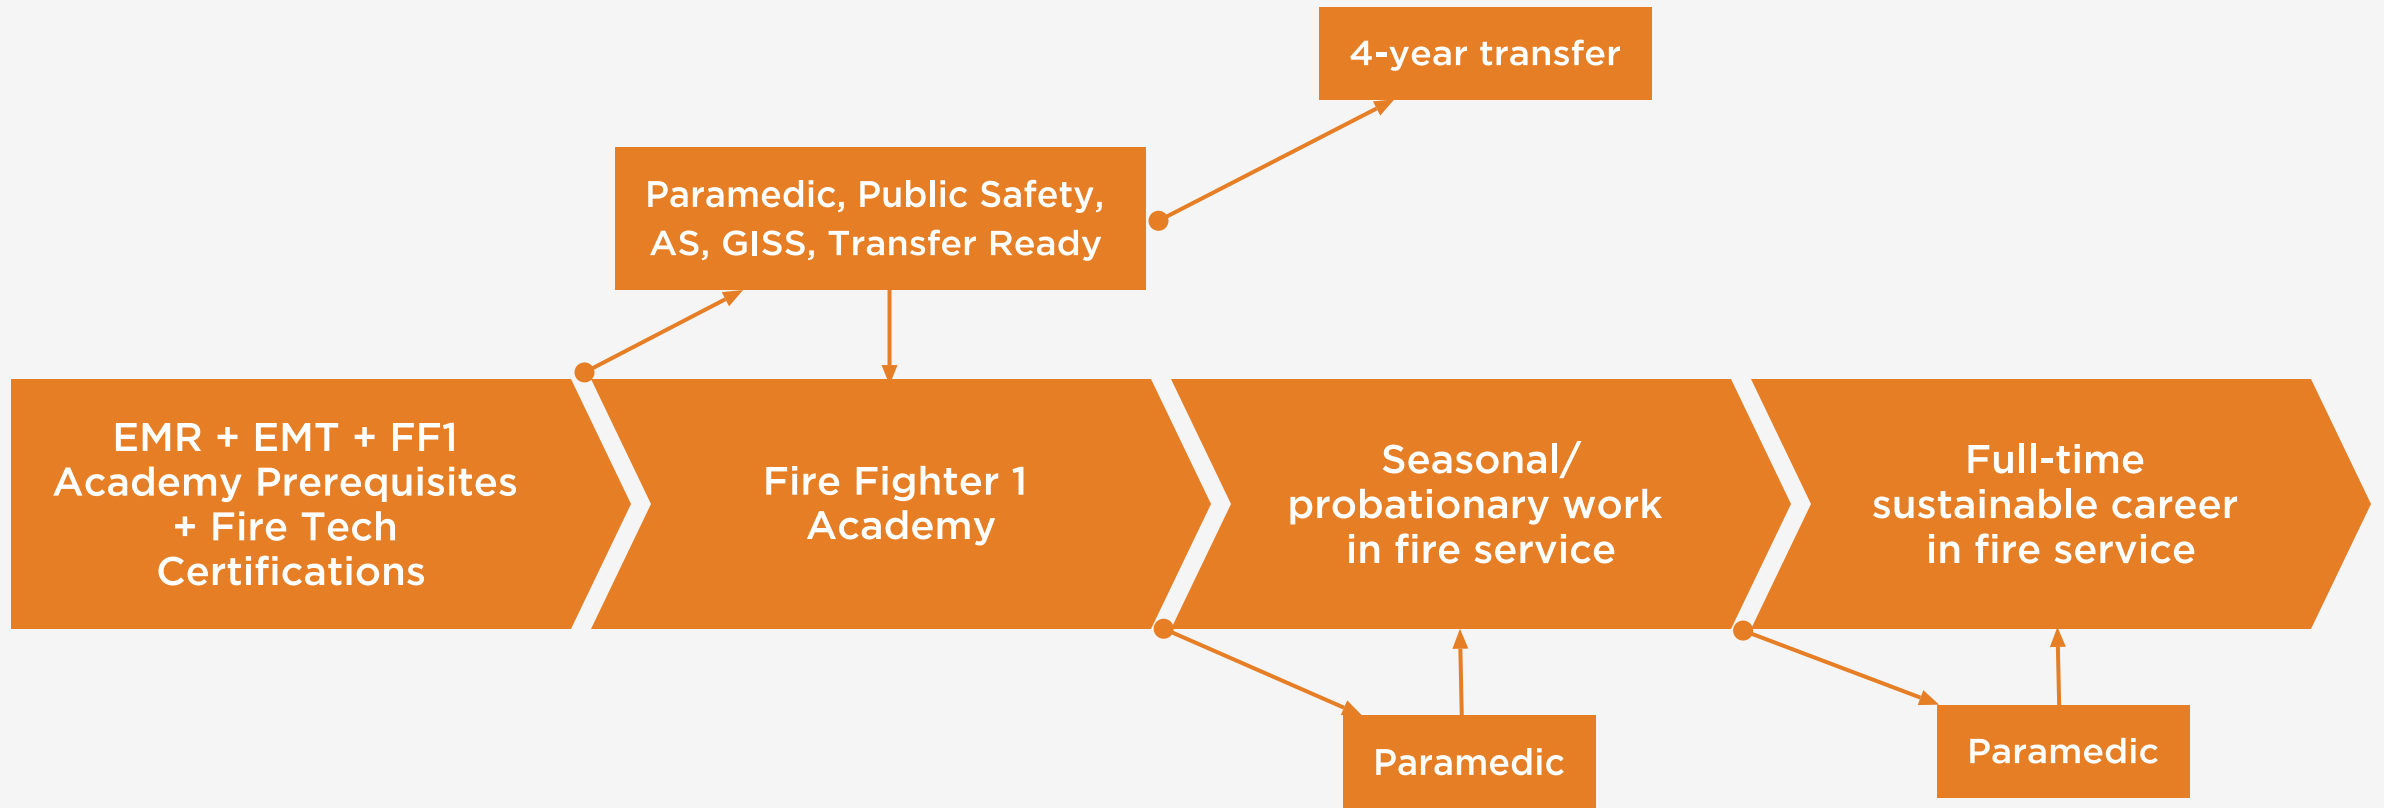 4-year transfer
Paramedic, Public Safety,
AS, GISS, Transfer Ready
EMR + EMT + FF1
Academy Prerequisites
+ Fire Tech
Certifications
Fire Fighter 1
Academy
Seasonal/
probationary work
in fire service
Full-time
sustainable career
in fire service
Paramedic
Paramedic